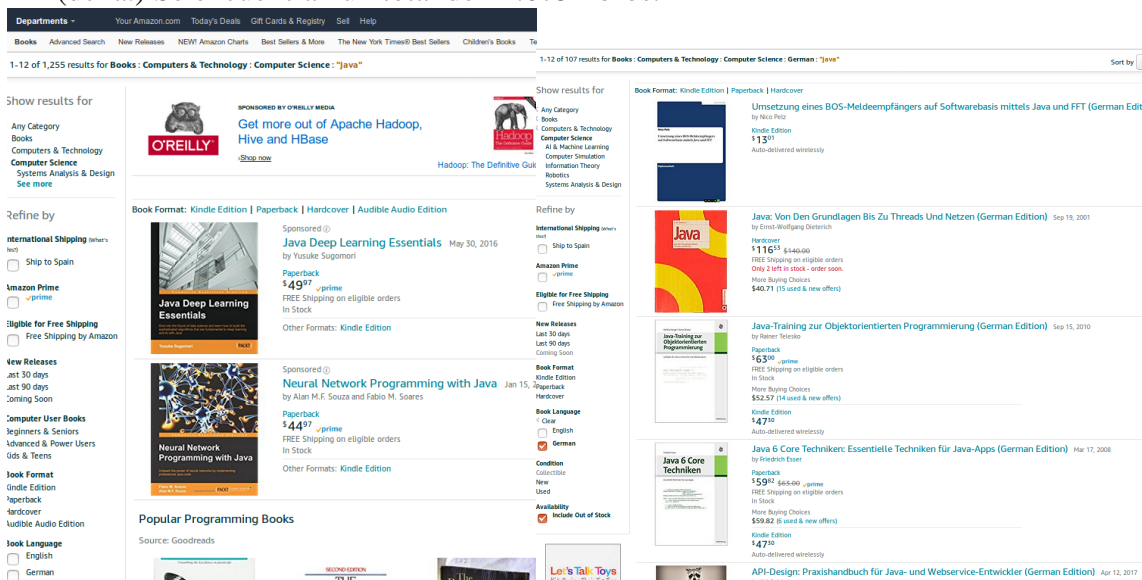 Departments
Your Amazon.com Today's Deals Gift Cards & Registry Sell Help
Books Advanced Search New Releases NEW! Amazon Charts Best Sellers & More The New York Times® Best Sellers Children's Books
1-12 of 1,255 results for Books : Computers & Technology : Computer Science : "Java"
Show results for
Any Category
Books
Computers & Technology
Computer Science
Systems Analysis & Design
See more
Refine by
International Shipping (What's this?)
Ship to Spain
Amazon Prime
prime
Eligible for Free Shipping
Free Shipping by Amazon
New Releases
Last 30 days
Last 90 days
Coming Soon
Computer User Books
Beginners & Seniors
Advanced & Power Users
Kids & Teens
Book Format
Kindle Edition
Paperback
Hardcover
Audible Audio Edition
Book Language
English
German
O'REILLY
SPONSORED BY O'REILLY MEDIA
Get more out of Apache Hadoop,
Hive and HBase
›Shop now
Hadoop
Hadoop: The Definitive Guide
Book Format: Kindle Edition | Paperback | Hardcover | Audible Audio Edition
Java Deep Learning
Essentials
Yusuke Sugomori
PACKT
Sponsored
Java Deep Learning Essentials May 30, 2016
by Yusuke Sugomori
Paperback
$49.97 prime
FREE Shipping on eligible orders
In Stock
Other Formats: Kindle Edition
Neural Network
Programming with Java
PACKT
Sponsored
Neural Network Programming with Java Jan 15,
by Alan M.F. Souza and Fabio M. Soares
Paperback
$44.97 prime
FREE Shipping on eligible orders
In Stock
Other Formats: Kindle Edition
Popular Programming Books
Source: Goodreads
SECOND EDITION
THE
The
1-12 of 107 results for Books : Computers & Technology : Computer Science : German : "Java"
Sort by
Show results for
Any Category
Books
Computers & Technology
Computer Science
AI & Machine Learning
Computer Simulation
Information Theory
Robotics
Systems Analysis & Design
Refine by
International Shipping (What's this?)
Ship to Spain
Amazon Prime
prime
Eligible for Free Shipping
Free Shipping by Amazon
New Releases
Last 30 days
Last 90 days
Coming Soon
Book Format
Kindle Edition
Paperback
Hardcover
Book Language
‹ Clear
English
German
Condition
Collectible
New
Used
Availability
Include Out of Stock
Let's Talk Toys
Book Format: Kindle Edition | Paperback | Hardcover
Umsetzung eines BOS-Meldeempfängers auf Softwarebasis mittels Java und FFT (German Edit
by Nico Pelz
Kindle Edition
$13.01
Auto-delivered wirelessly
Java
Java: Von Den Grundlagen Bis Zu Threads Und Netzen (German Edition) Sep 19, 2001
by Ernst-Wolfgang Dieterich
Hardcover
$116.53 $140.00
FREE Shipping on eligible orders
Only 2 left in stock - order soon.
More Buying Choices
$40.71 (15 used & new offers)
Java-Training zur
Objektorientierten
Programmierung
Java-Training zur Objektorientierten Programmierung (German Edition) Sep 15, 2010
by Rainer Telesko
Paperback
$63.00 prime
FREE Shipping on eligible orders
In Stock
More Buying Choices
$52.57 (14 used & new offers)
Kindle Edition
$47.30
Auto-delivered wirelessly
Java 6 Core
Techniken
Java 6 Core Techniken: Essentielle Techniken für Java-Apps (German Edition) Mar 17, 2008
by Friedrich Esser
Paperback
$59.82 $63.00 prime
FREE Shipping on eligible orders
In Stock
More Buying Choices
$59.82 (6 used & new offers)
Kindle Edition
$47.30
Auto-delivered wirelessly
API-Design: Praxishandbuch für Java- und Webservice-Entwickler (German Edition) Apr 12, 2017